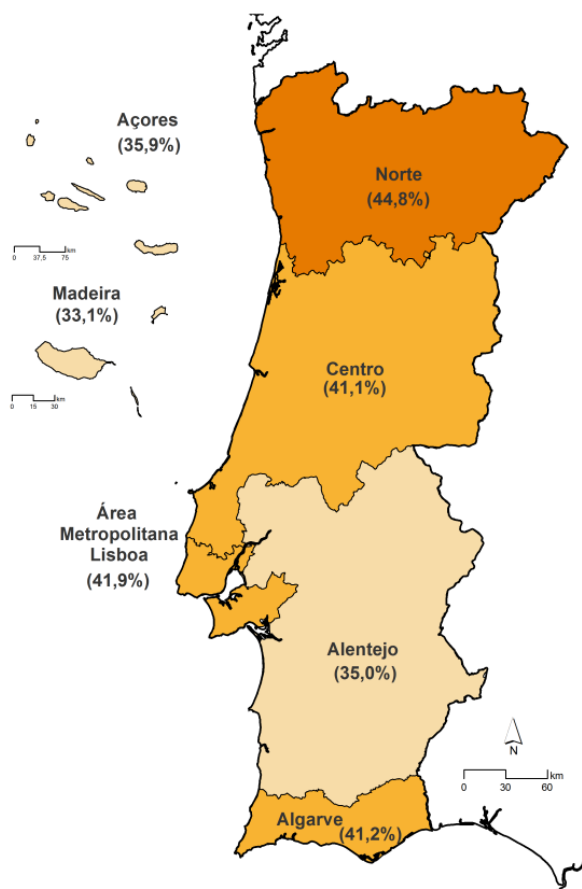 Açores
(35,9%)
Norte
(44,8%)
0 37,5 75
km
Madeira
(33,1%)
Centro
(41,1%)
0 15 30
km
Área
Metropolitana
Lisboa
(41,9%)
Alentejo
(35,0%)
N
km
0 30 60
Algarve (41,2%)